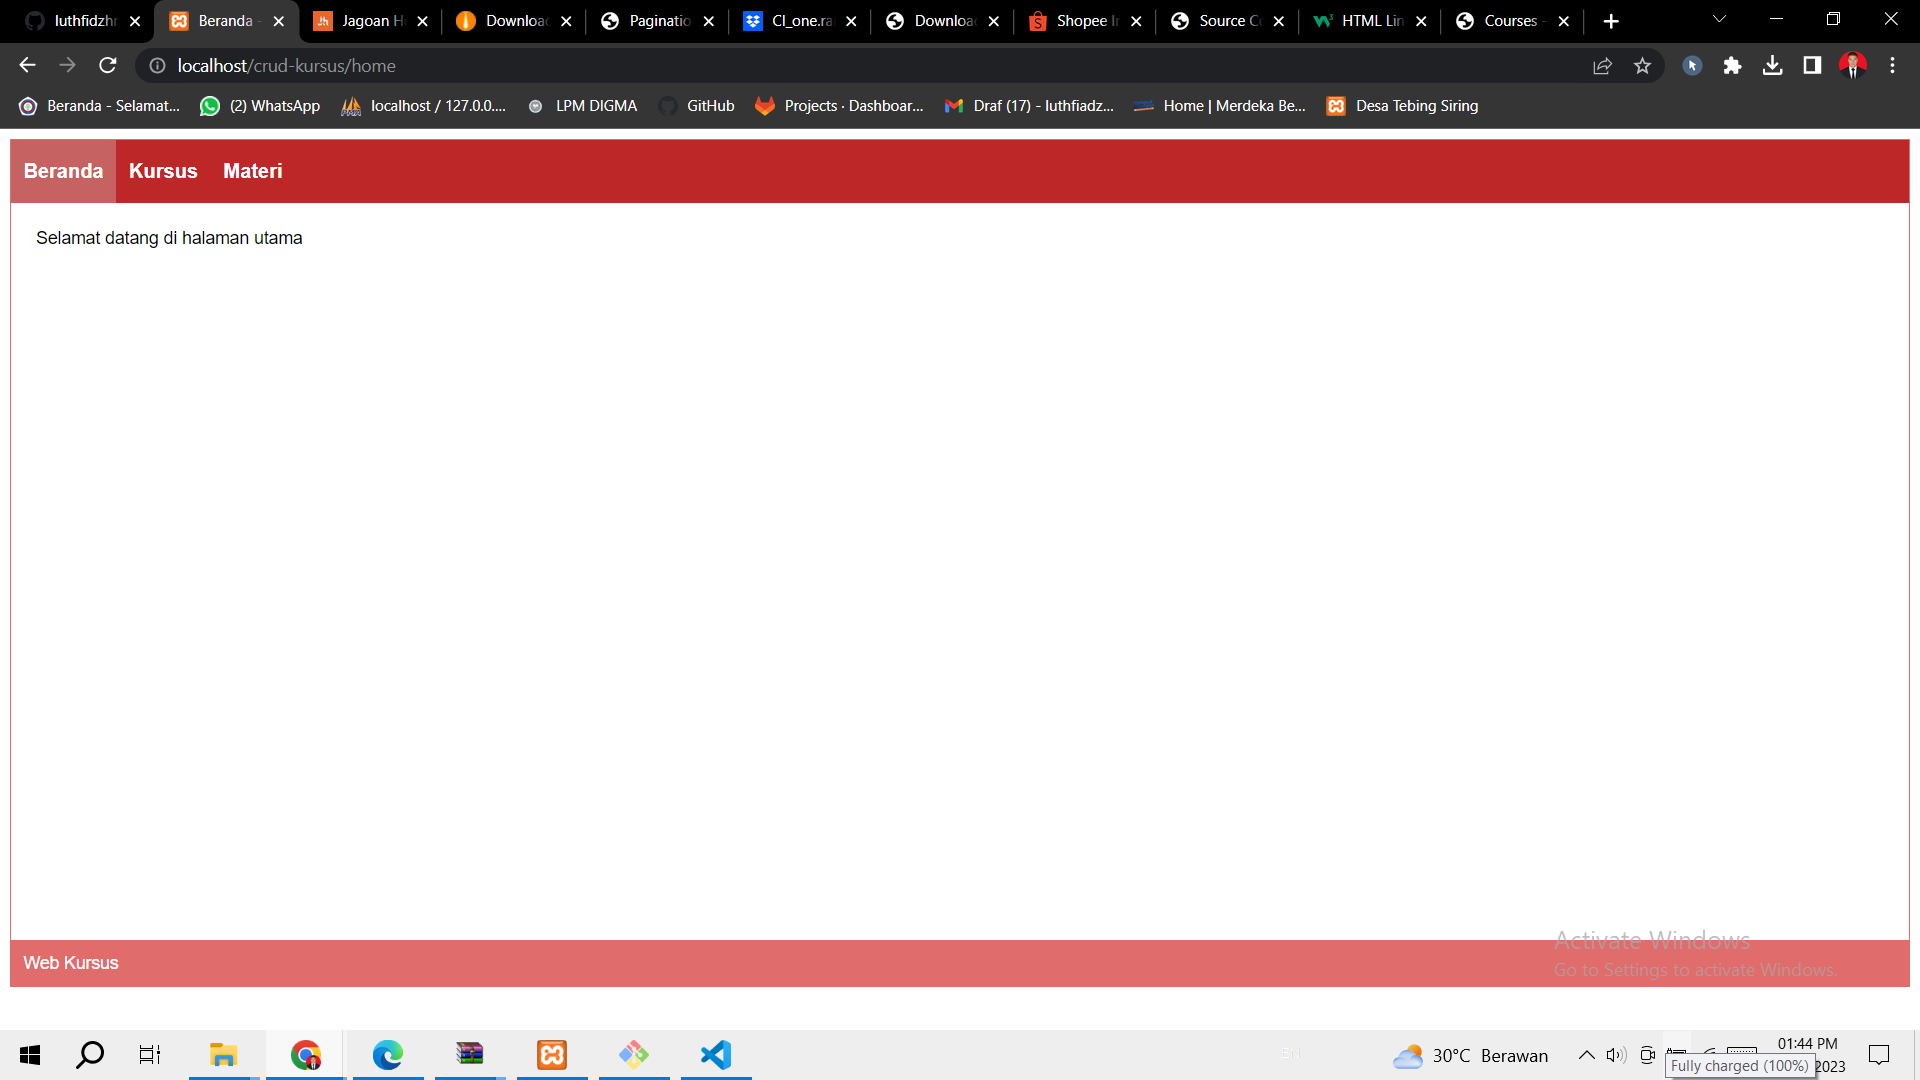 luthfidzhr
Beranda -
Jagoan H
Download
Paginatio
CI_one.ra
Download
Shopee I
Source C
HTML Lin
Courses -
localhost/crud-kursus/home
Beranda - Selamat...
(2) WhatsApp
localhost / 127.0.0....
LPM DIGMA
GitHub
Projects · Dashboar...
Draf (17) - luthfiadz...
Home | Merdeka Be...
Desa Tebing Siring
Beranda
Kursus
Materi
Selamat datang di halaman utama
Activate Windows
Go to Settings to activate Windows.
Web Kursus
30°C Berawan
01:44 PM
2023
Fully charged (100%)